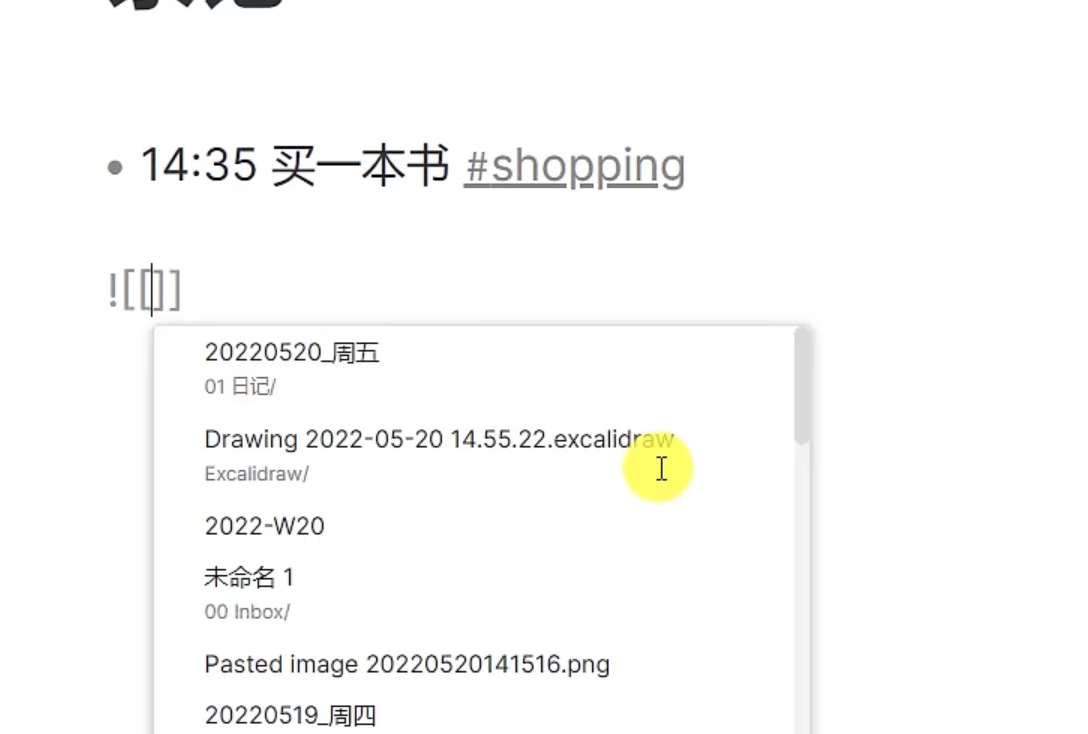 • 14:35 买一本书 #shopping
![[]]
20220520_周五
01 日记/
Drawing 2022-05-20 14.55.22.excalidraw
Excalidraw/
2022-W20
未命名 1
00 Inbox/
Pasted image 20220520141516.png
20220519_周四